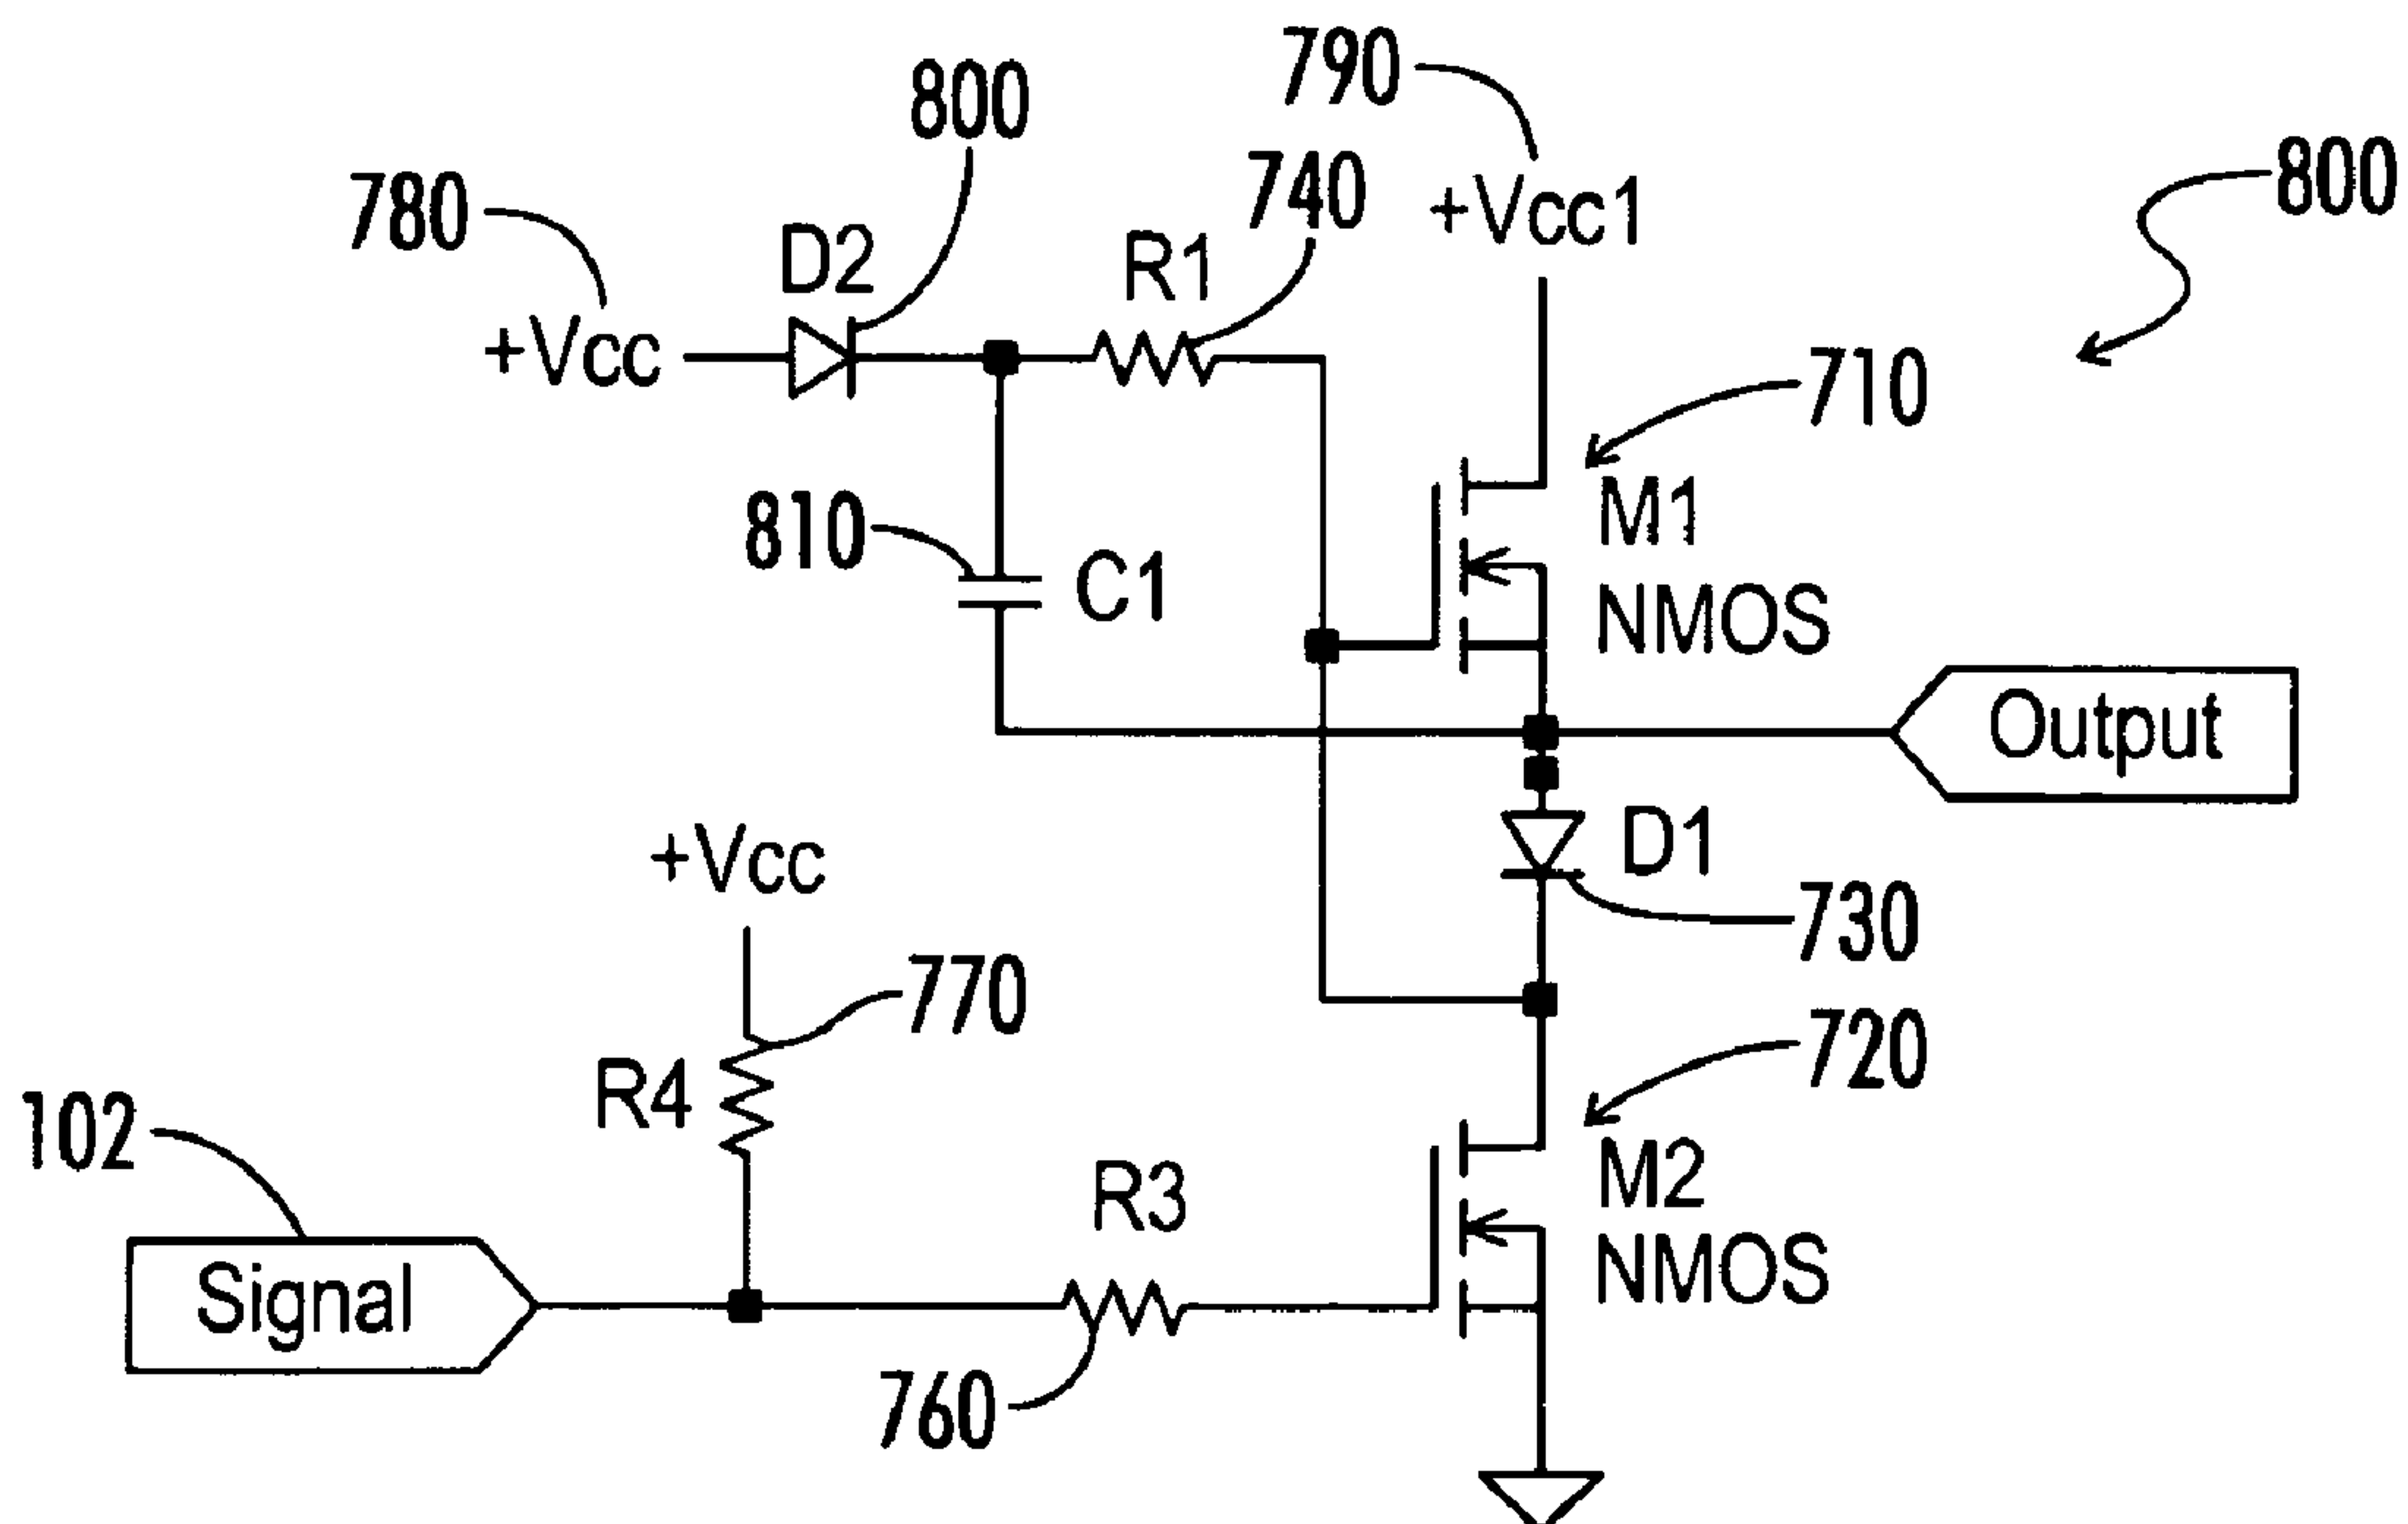 790
800
740
800
780
+Vcc1
D2
R1
+Vcc
710
M1
NMOS
810
C1
Output
D1
+Vcc
730
770
720
R4
102
M2
NMOS
R3
Signal
760